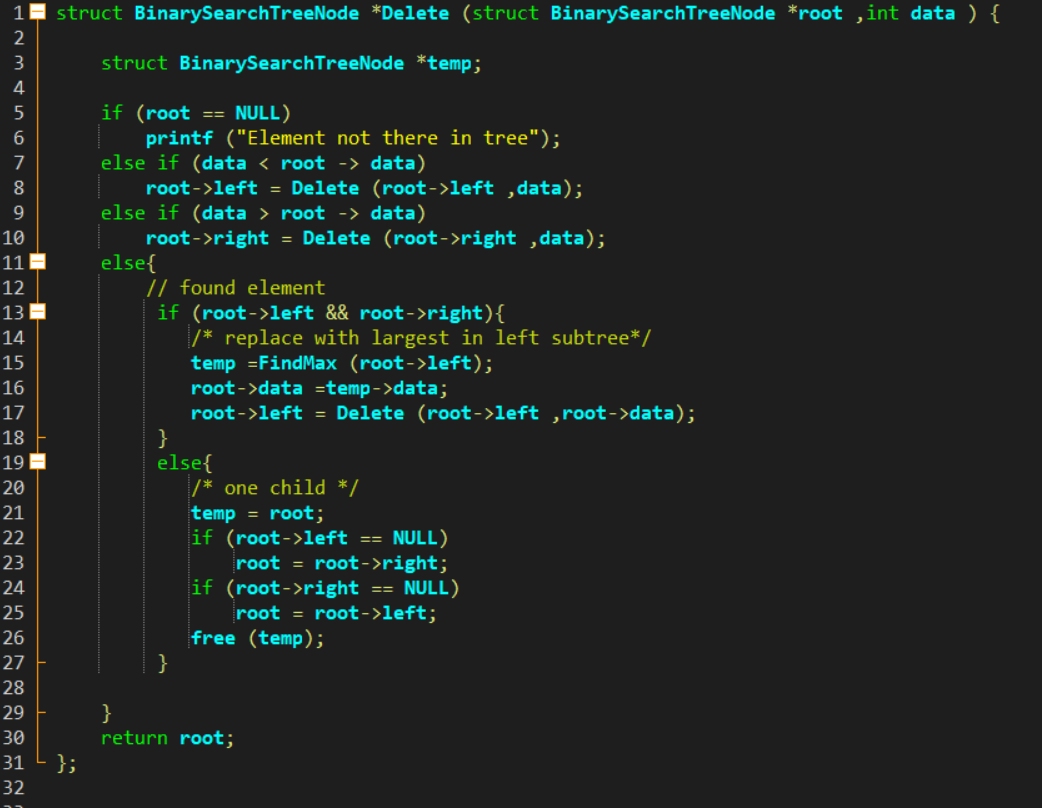 1 struct BinarySearchTreeNode *Delete (struct BinarySearchTreeNode *root ,int data ) {
2
3     struct BinarySearchTreeNode *temp;
4
5     if (root == NULL)
6         printf ("Element not there in tree");
7     else if (data < root -> data)
8         root->left = Delete (root->left ,data);
9     else if (data > root -> data)
10         root->right = Delete (root->right ,data);
11     else{
12         // found element
13          if (root->left && root->right){
14             /* replace with largest in left subtree*/
15             temp =FindMax (root->left);
16             root->data =temp->data;
17             root->left = Delete (root->left ,root->data);
18          }
19          else{
20             /* one child */
21             temp = root;
22             if (root->left == NULL)
23                 root = root->right;
24             if (root->right == NULL)
25                 root = root->left;
26             free (temp);
27          }
28
29     }
30     return root;
31 };
32